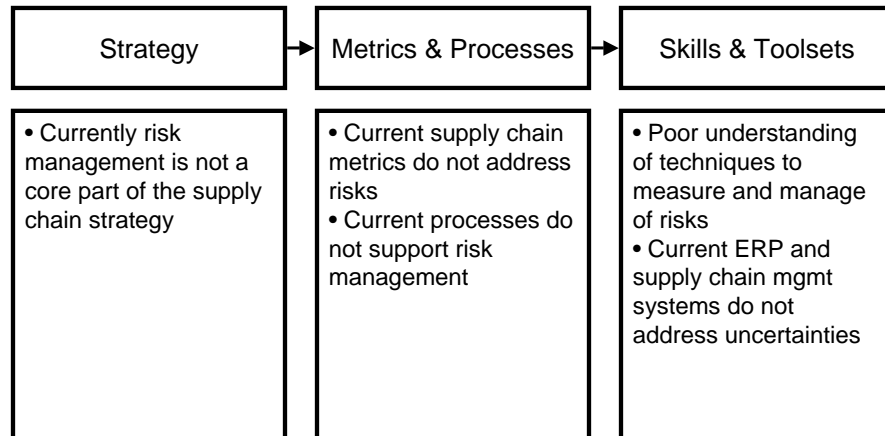 Strategy
Metrics & Processes
Skills & Toolsets
• Currently risk
management is not a
core part of the supply
chain strategy
• Current supply chain
metrics do not address
risks
• Current processes do
not support risk
management
• Poor understanding
of techniques to
measure and manage
of risks
• Current ERP and
supply chain mgmt
systems do not
address uncertainties